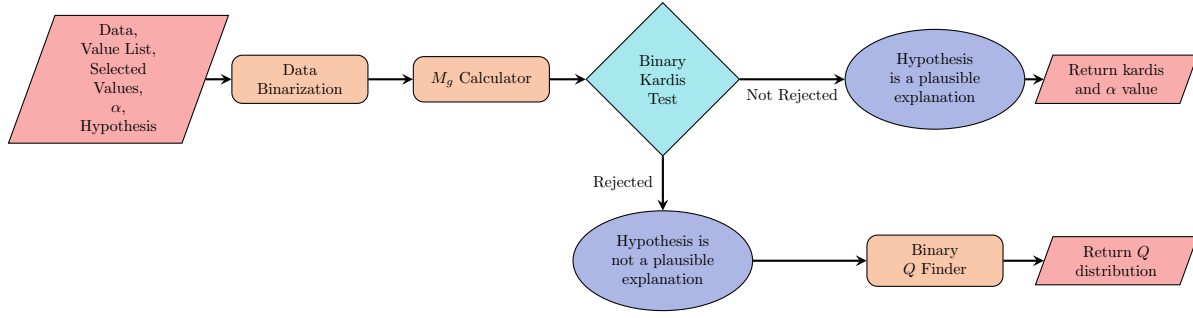 Data,
Value List,
Selected
Values,
α,
Hypothesis
Data
Binarization
M_g Calculator
Binary
Kardis
Test
Not Rejected
Hypothesis
is a plausible
explanation
Return kardis
and α value
Rejected
Hypothesis is
not a plausible
explanation
Binary
Q Finder
Return Q
distribution